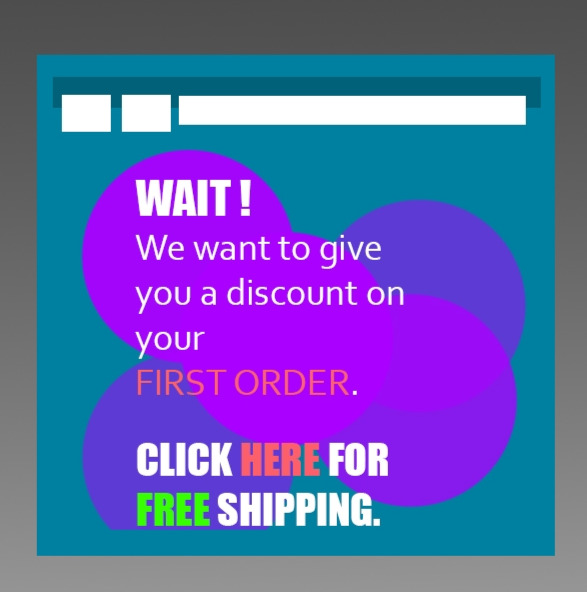 WAIT !
We want to give
you a discount on
your
FIRST ORDER.
CLICK HERE FOR
FREE SHIPPING.